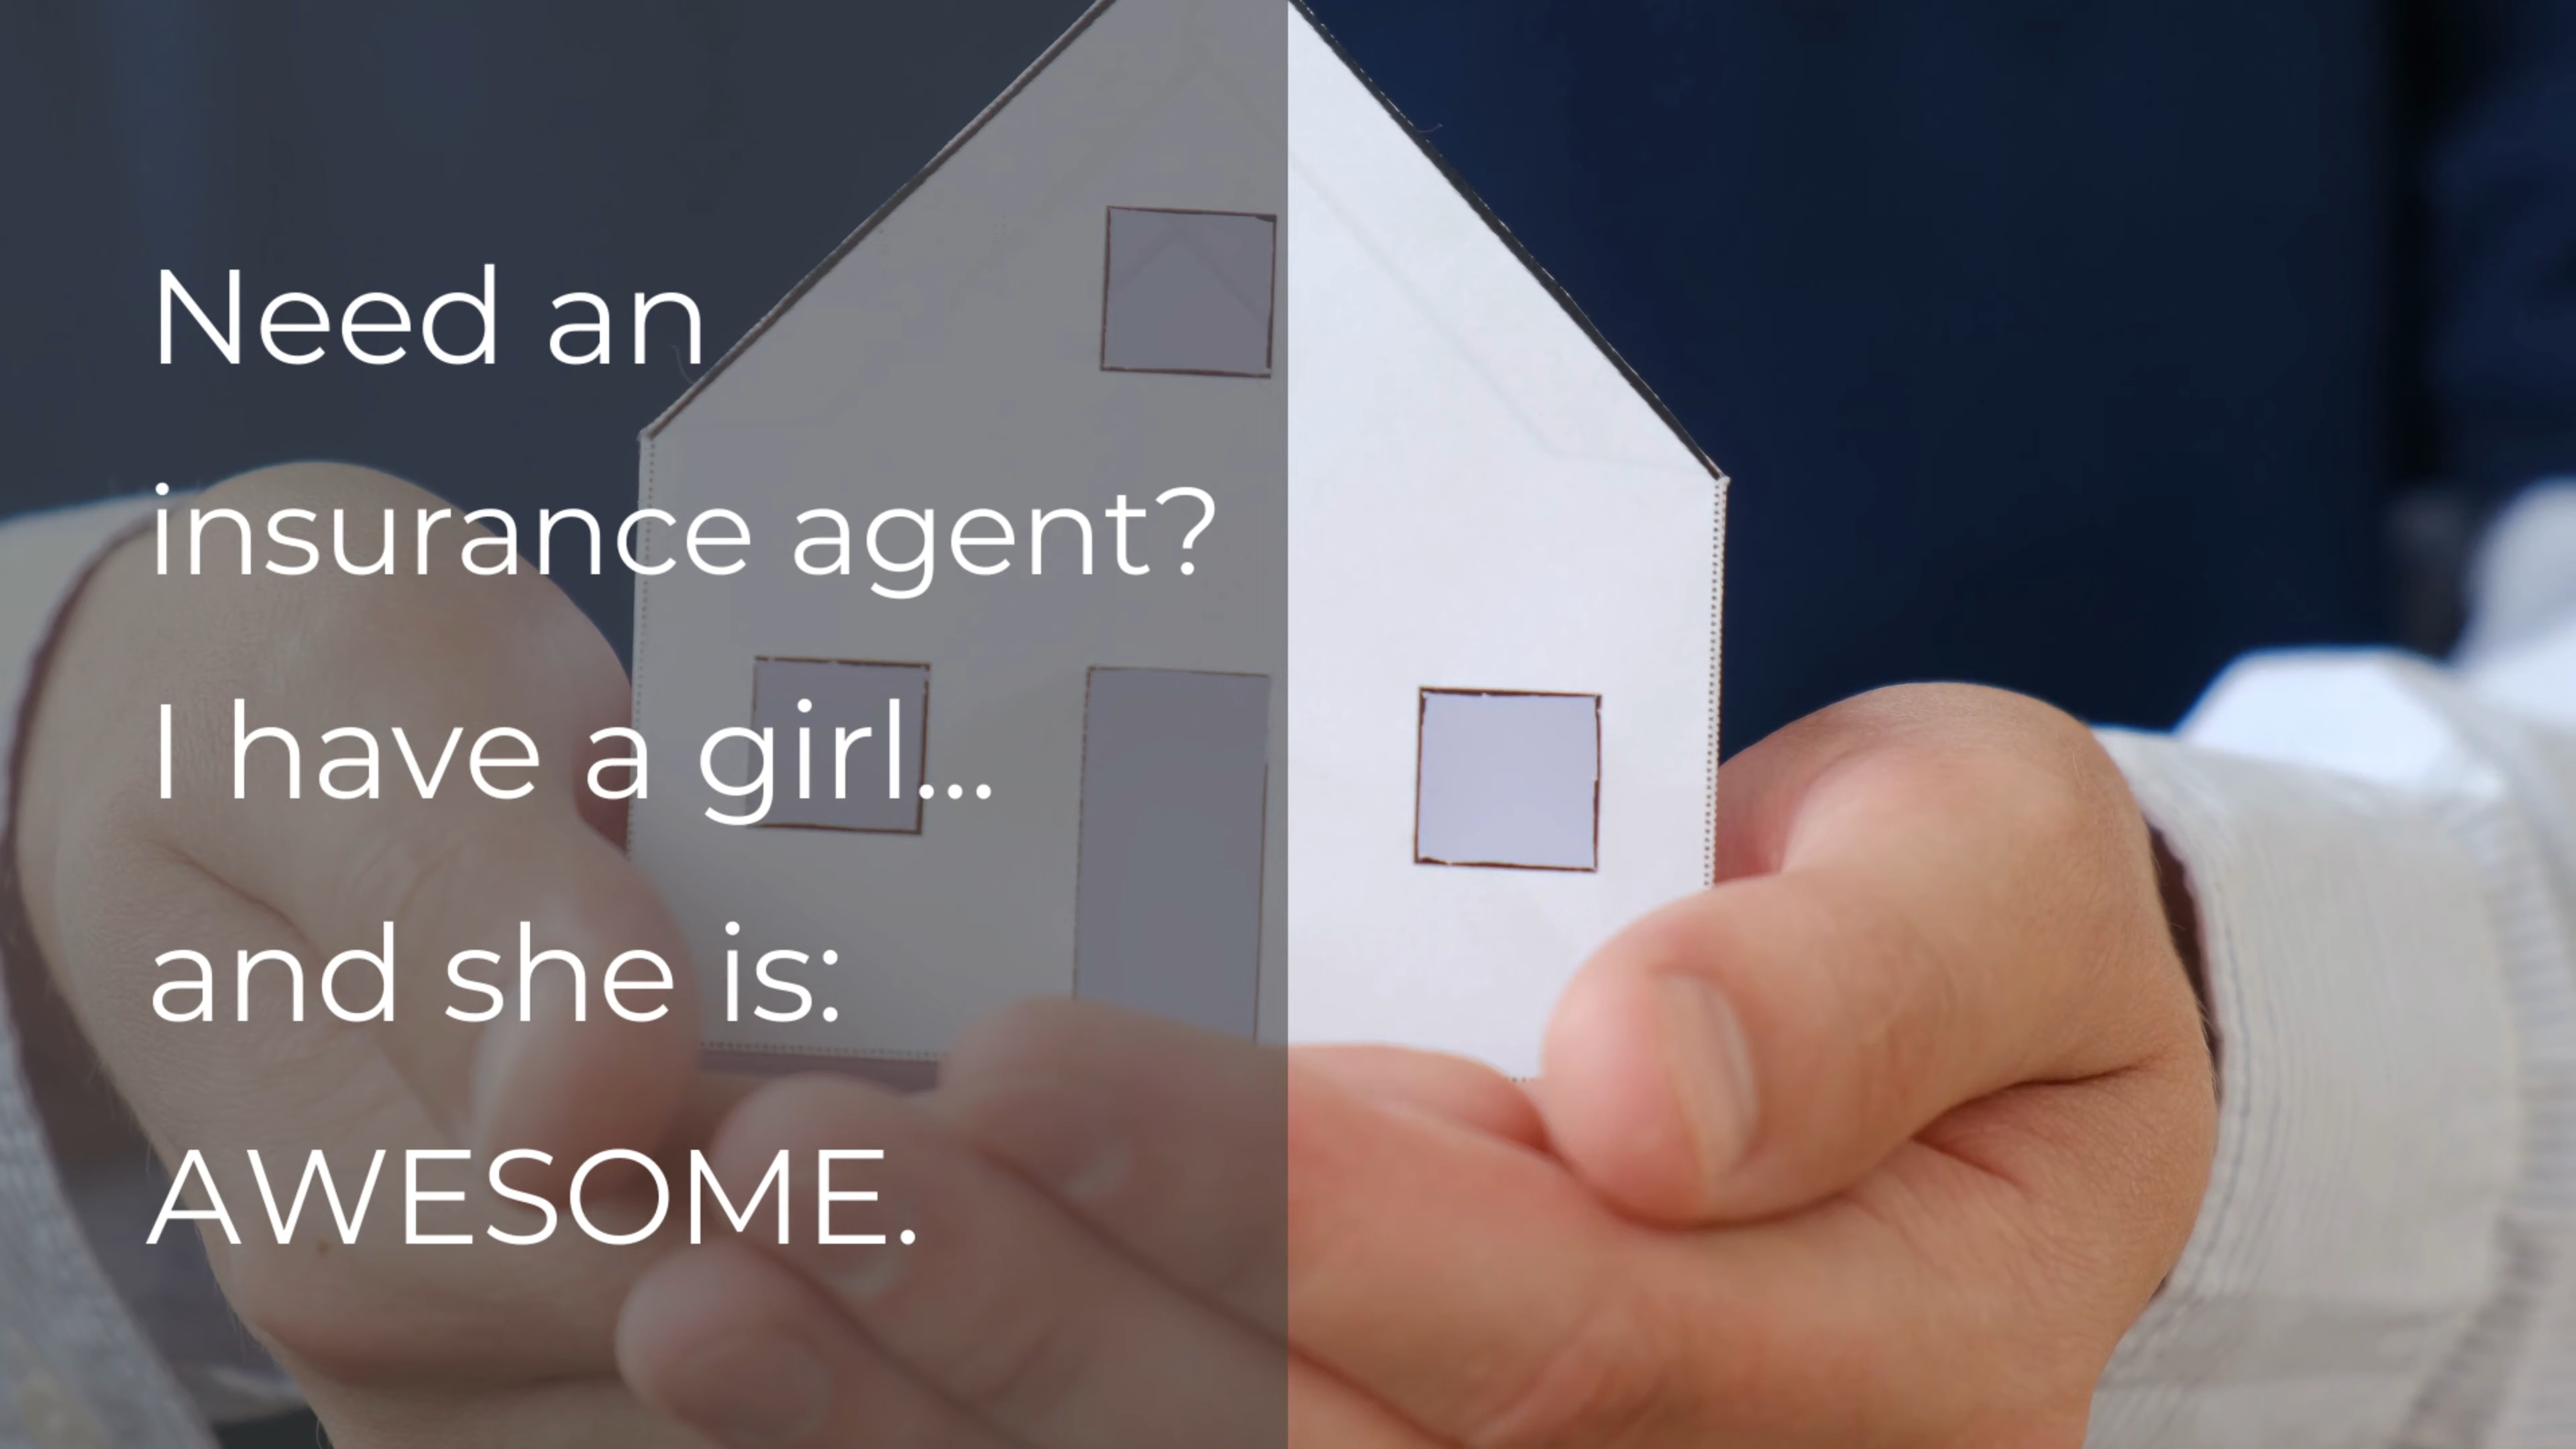 Need an
insurance agent?
I have a girl...
and she is:
AWESOME.